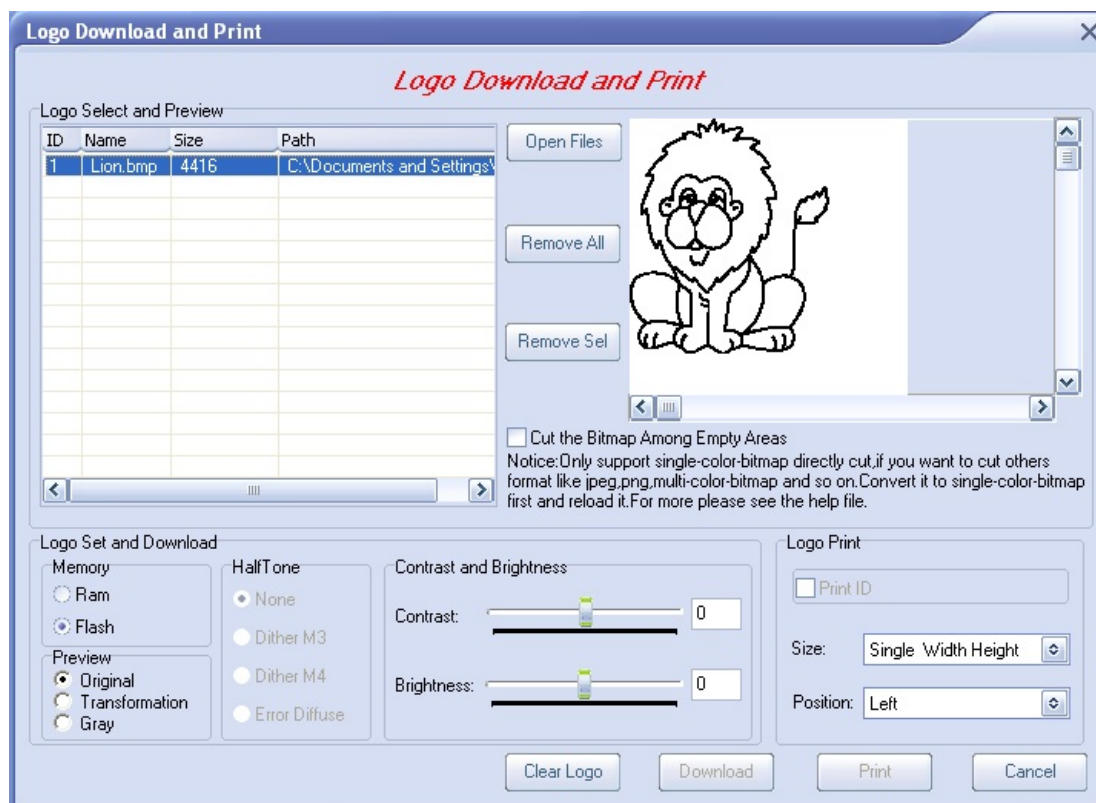 Logo Download and Print
Logo Download and Print
Logo Select and Preview
ID Name Size Path
1 Lion.bmp 4416 C:\Documents and Settings\
Open Files
Remove All
Remove Sel
Cut the Bitmap Among Empty Areas
Notice:Only support single-color-bitmap directly cut,if you want to cut others
format like jpeg,png,multi-color-bitmap and so on.Convert it to single-color-bitmap
first and reload it.For more please see the help file.
Logo Set and Download
Memory
Ram
Flash
Preview
Original
Transformation
Gray
HalfTone
None
Dither M3
Dither M4
Error Diffuse
Contrast and Brightness
Contrast: 0
Brightness: 0
Logo Print
Print ID
Size: Single Width Height
Position: Left
Clear Logo Download Print Cancel